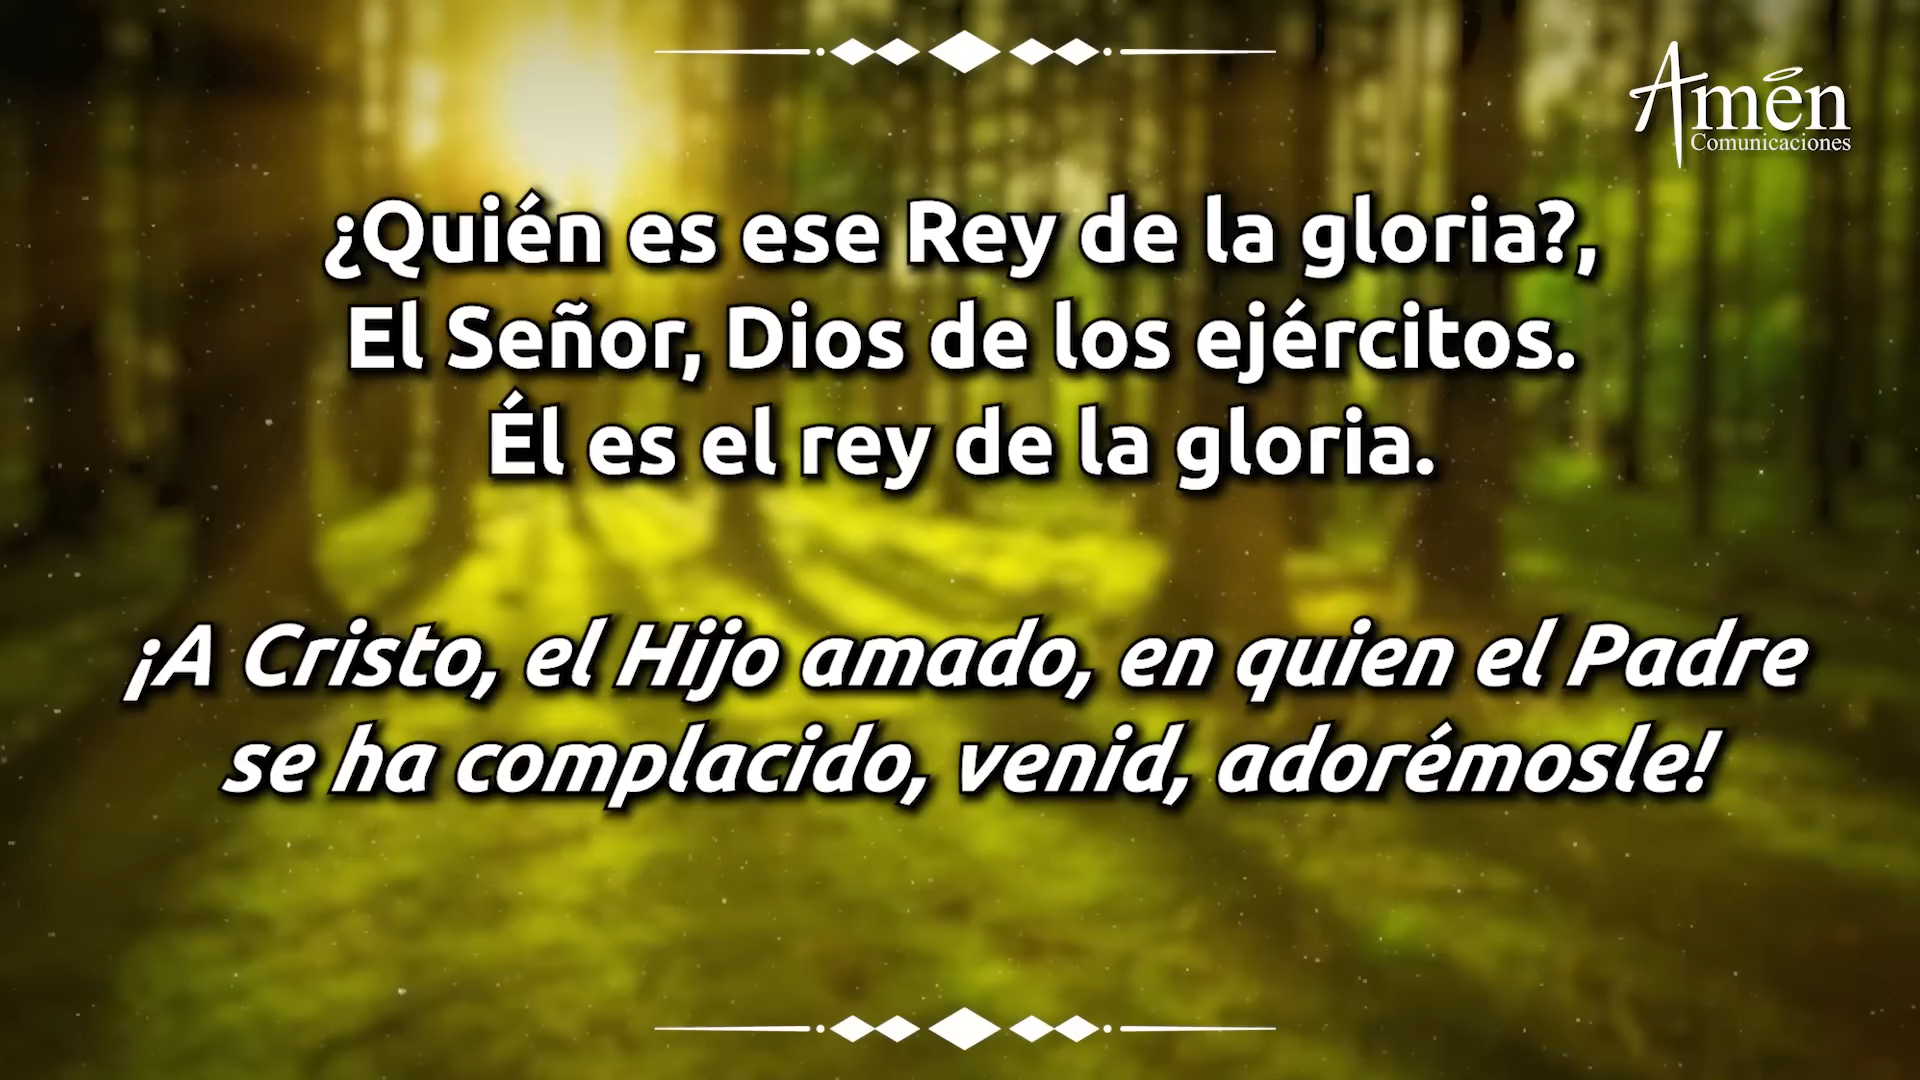 Amén
Comunicaciones
¿Quién es ese Rey de la gloria?,
El Señor, Dios de los ejércitos.
Él es el rey de la gloria.
¡A Cristo, el Hijo amado, en quien el Padre
se ha complacido, venid, adorémosle!